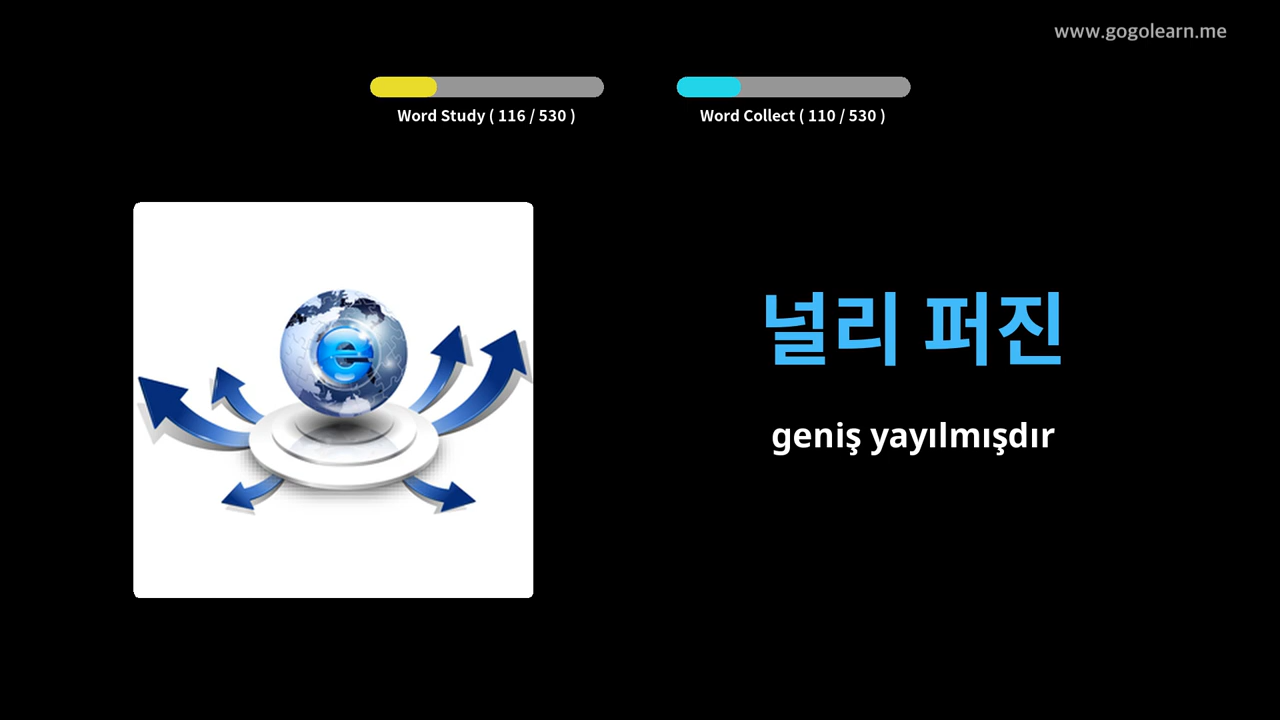 www.gogolearn.me
Word Study ( 116 / 530 )
Word Collect ( 110 / 530 )
e
널리 퍼진
geniş yayılmışdır